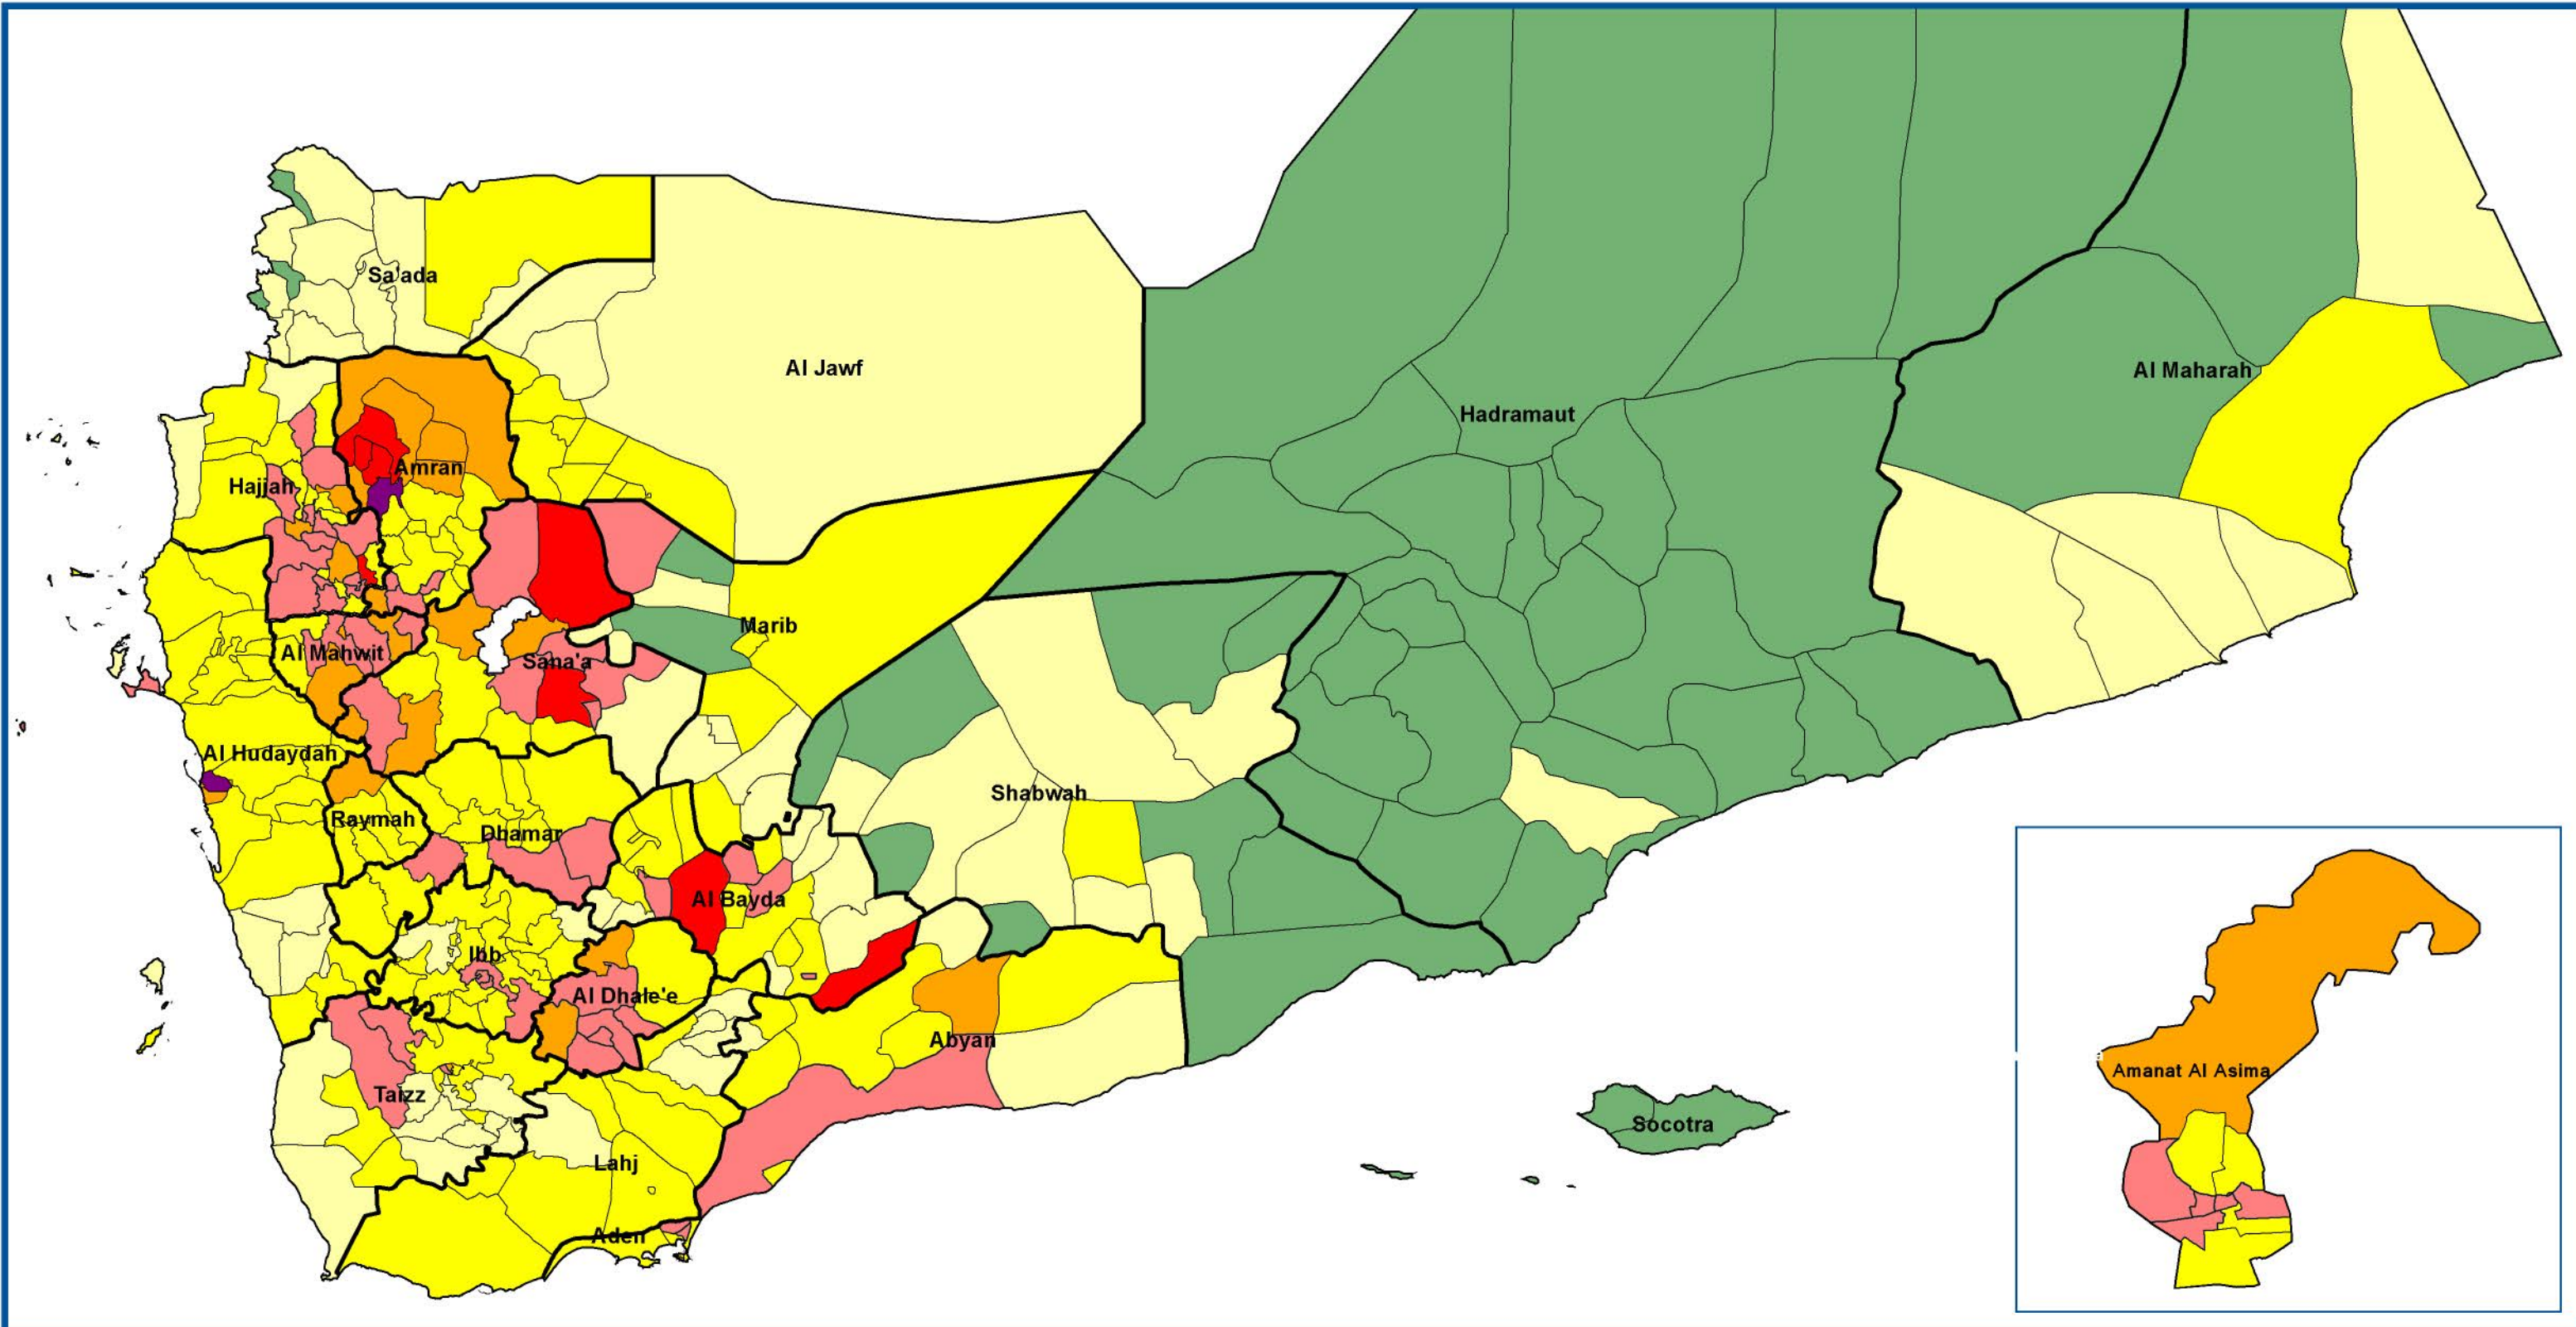 Sa'ada
Al Jawf
Al Maharah
Hadramaut
Amran
Hajjah
Marib
Al Mahwit
Sana'a
Al Hudaydah
Shabwah
Raymah
Dhamar
Al Bayda
Ibb
Al Dhale'e
Abyan
Amanat Al Asima
Taizz
Socotra
Lahj
Aden